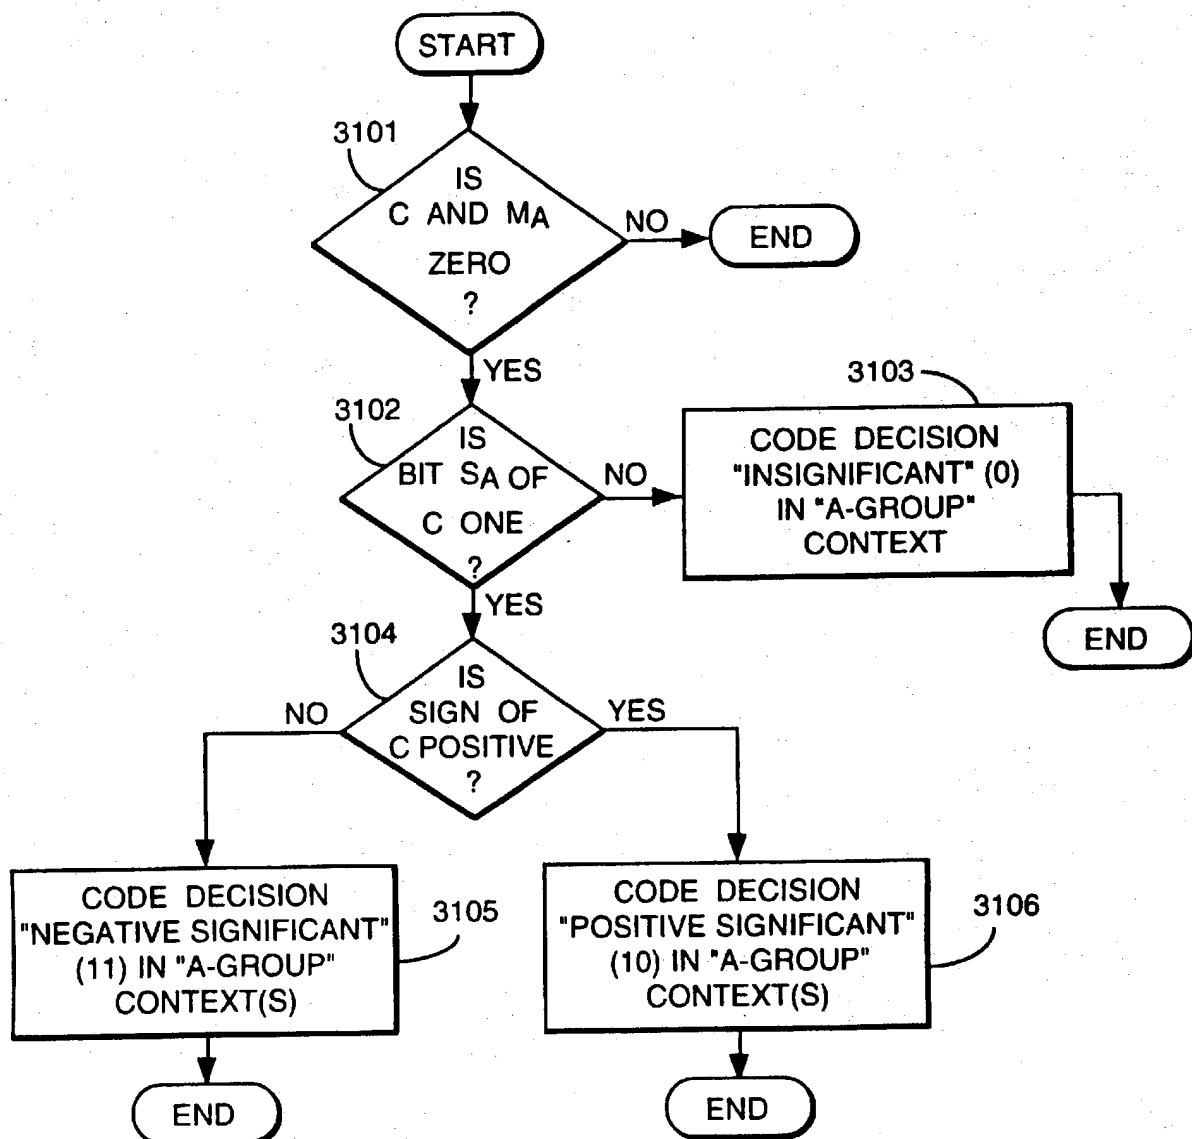 START
3101
IS
C AND MA
ZERO
?
NO
END
YES
3102
IS
BIT SA OF
C ONE
?
NO
3103
CODE DECISION
"INSIGNIFICANT" (0)
IN "A-GROUP"
CONTEXT
END
YES
3104
IS
SIGN OF
C POSITIVE
?
NO
YES
CODE DECISION
"NEGATIVE SIGNIFICANT"
(11) IN "A-GROUP"
CONTEXT(S)
3105
END
CODE DECISION
"POSITIVE SIGNIFICANT"
(10) IN "A-GROUP"
CONTEXT(S)
3106
END